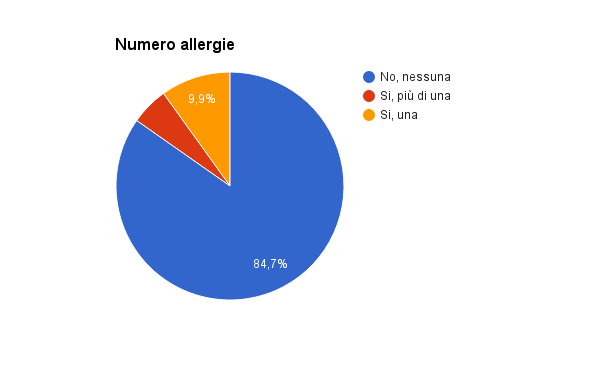 Numero allergie
No, nessuna
Si, più di una
Si, una
9,9%
84,7%